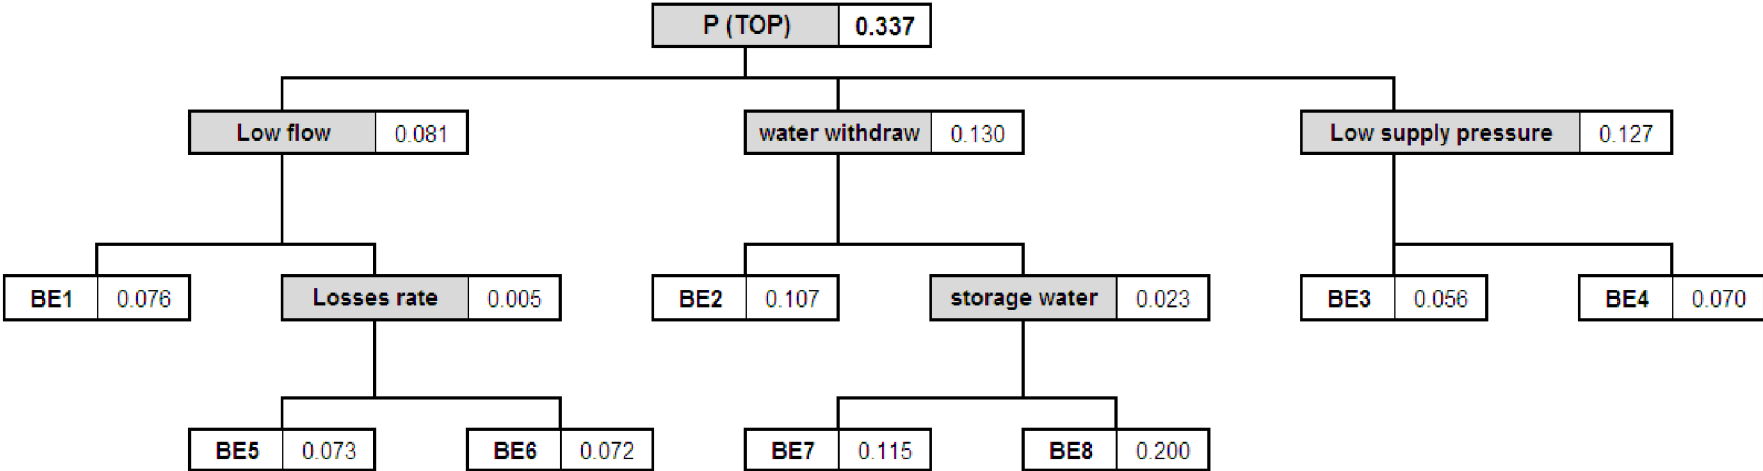 P (TOP) 0.337
Low flow 0.081 water withdraw 0.130 Low supply pressure 0.127
BE1 0.076 Losses rate 0.005 BE2 0.107 storage water 0.023 BE3 0.056 BE4 0.070
BE5 0.073 BE6 0.072 BE7 0.115 BE8 0.200